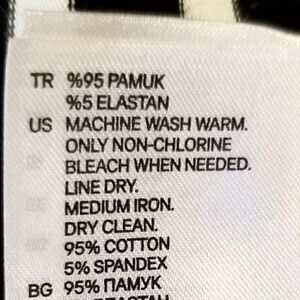 TR %95 PAMUK
%5 ELASTAN
US MACHINE WASH WARM.
ONLY NON-CHLORINE
BLEACH WHEN NEEDED.
LINE DRY.
MEDIUM IRON.
DRY CLEAN.
95% COTTON
5% SPANDEX
BG 95% ПАМУК